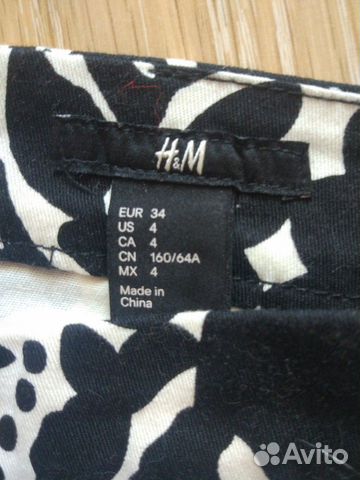 H&M
EUR 34
US 4
CA 4
CN 160/64A
MX 4
Made in
China
Avito